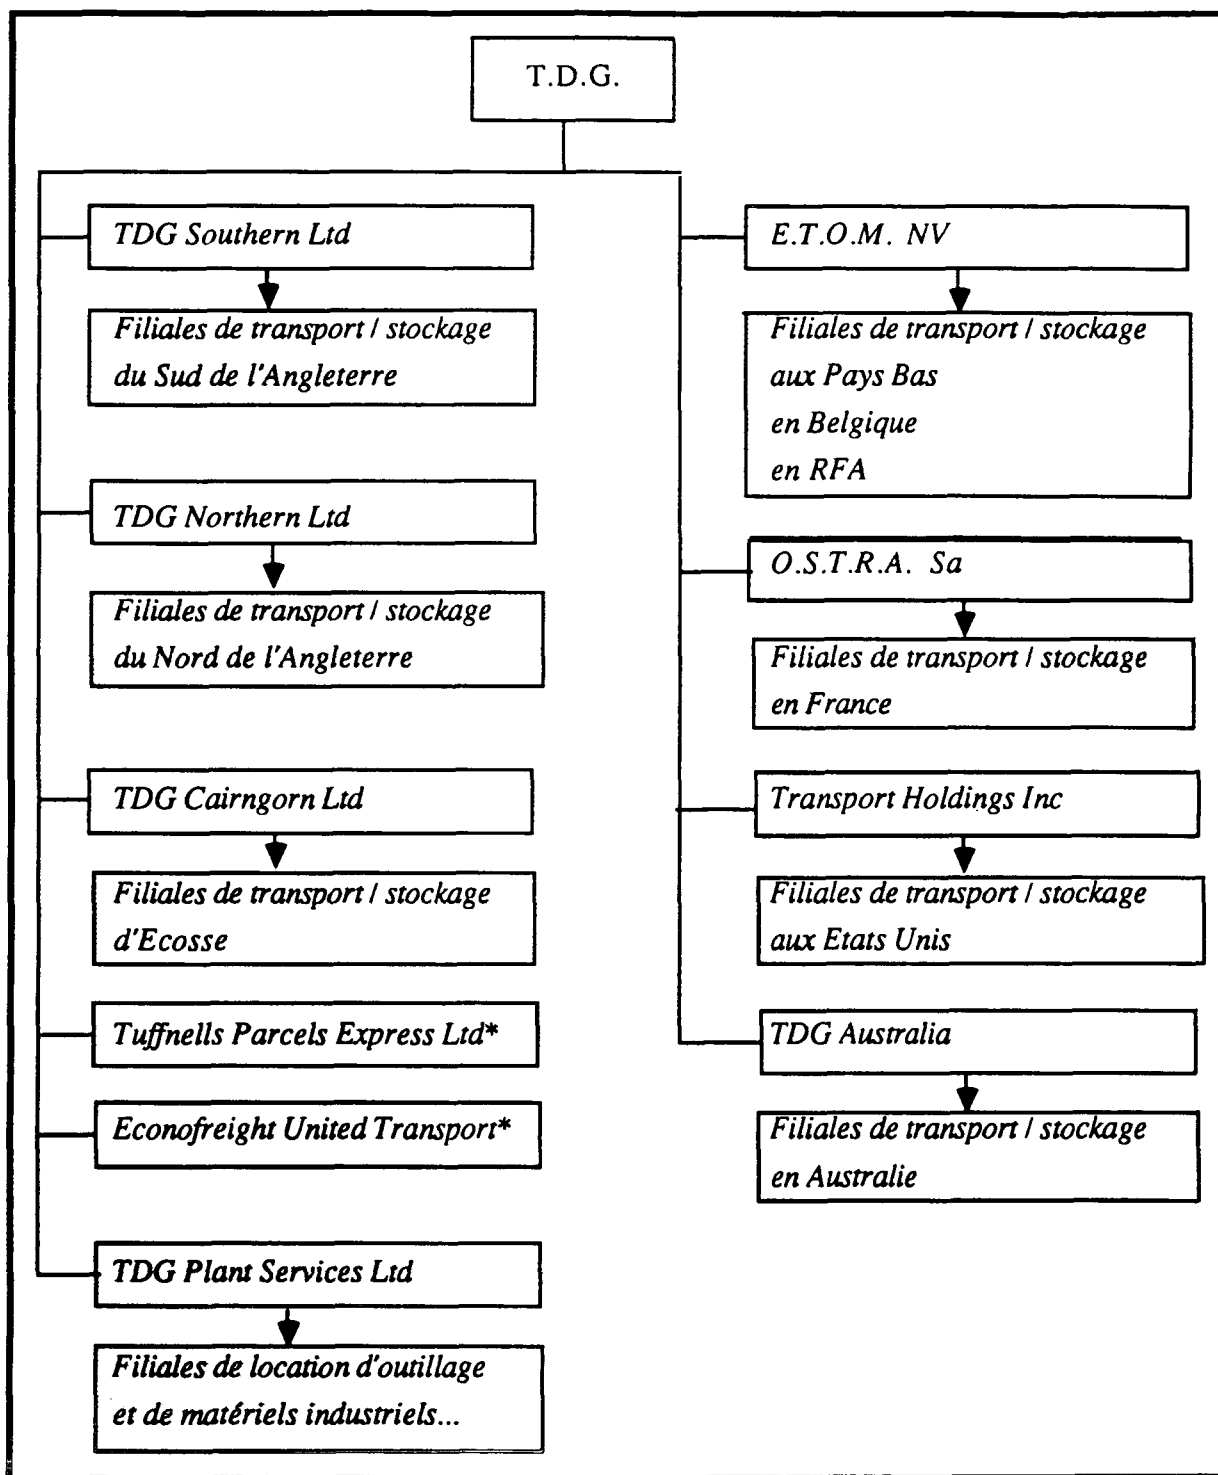 T.D.G.
TDG Southern Ltd
Filiales de transport / stockage
du Sud de l'Angleterre
TDG Northern Ltd
Filiales de transport / stockage
du Nord de l'Angleterre
TDG Cairngorn Ltd
Filiales de transport / stockage
d'Ecosse
Tuffnells Parcels Express Ltd*
Econofreight United Transport*
TDG Plant Services Ltd
Filiales de location d'outillage
et de matériels industriels...
E.T.O.M. NV
Filiales de transport / stockage
aux Pays Bas
en Belgique
en RFA
O.S.T.R.A. Sa
Filiales de transport / stockage
en France
Transport Holdings Inc
Filiales de transport / stockage
aux Etats Unis
TDG Australia
Filiales de transport / stockage
en Australie